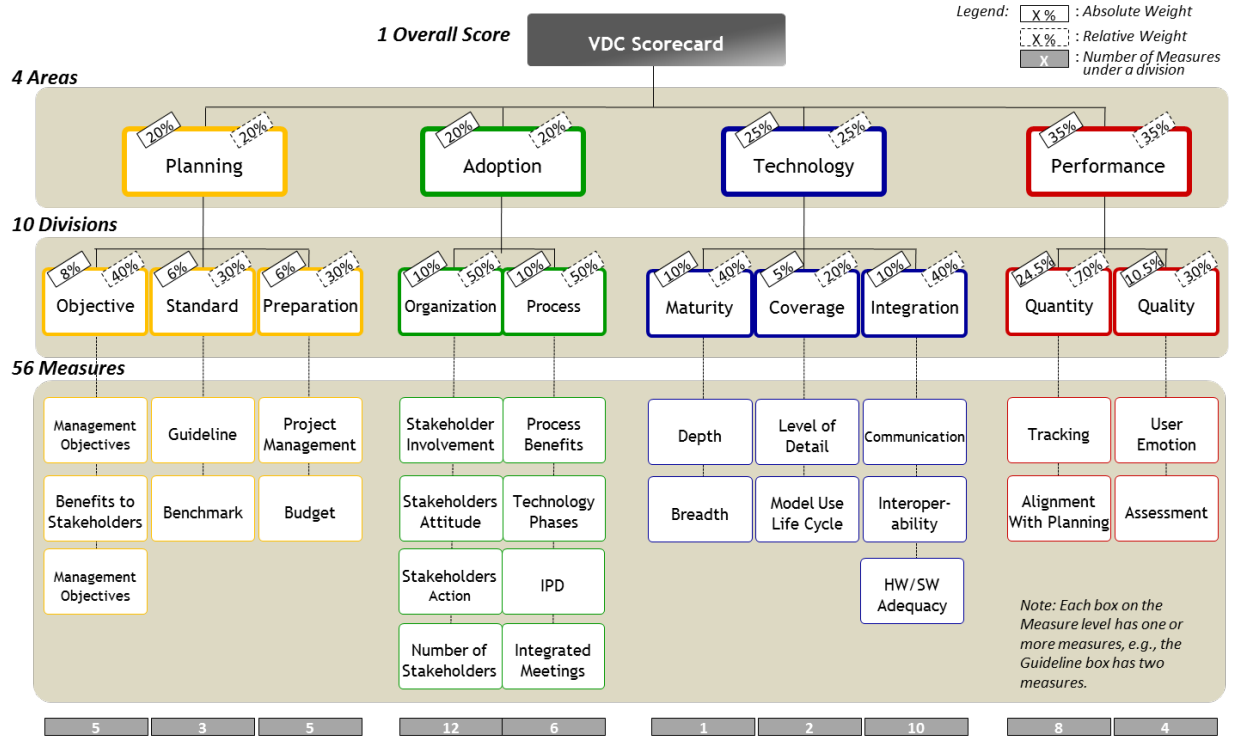 Legend:
X %
: Absolute Weight
1 Overall Score
VDC Scorecard
X %
: Relative Weight
X
: Number of Measures
under a division
4 Areas
20%
20%
Planning
20%
20%
Adoption
25%
25%
Technology
35%
35%
Performance
10 Divisions
8%
40%
Objective
6%
30%
Standard
6%
30%
Preparation
10%
50%
Organization
10%
50%
Process
10%
40%
Maturity
5%
20%
Coverage
10%
40%
Integration
24.5%
70%
Quantity
10.5%
30%
Quality
56 Measures
Management
Objectives
Guideline
Project
Management
Stakeholder
Involvement
Process
Benefits
Depth
Level of
Detail
Communication
Tracking
User
Emotion
Benefits to
Stakeholders
Benchmark
Budget
Stakeholders
Attitude
Technology
Phases
Breadth
Model Use
Life Cycle
Interoper-
ability
Alignment
With Planning
Assessment
Management
Objectives
Stakeholders
Action
IPD
HW/SW
Adequacy
Number of
Stakeholders
Integrated
Meetings
Note: Each box on the
Measure level has one or
more measures, e.g., the
Guideline box has two
measures.
5
3
5
12
6
1
2
10
8
4